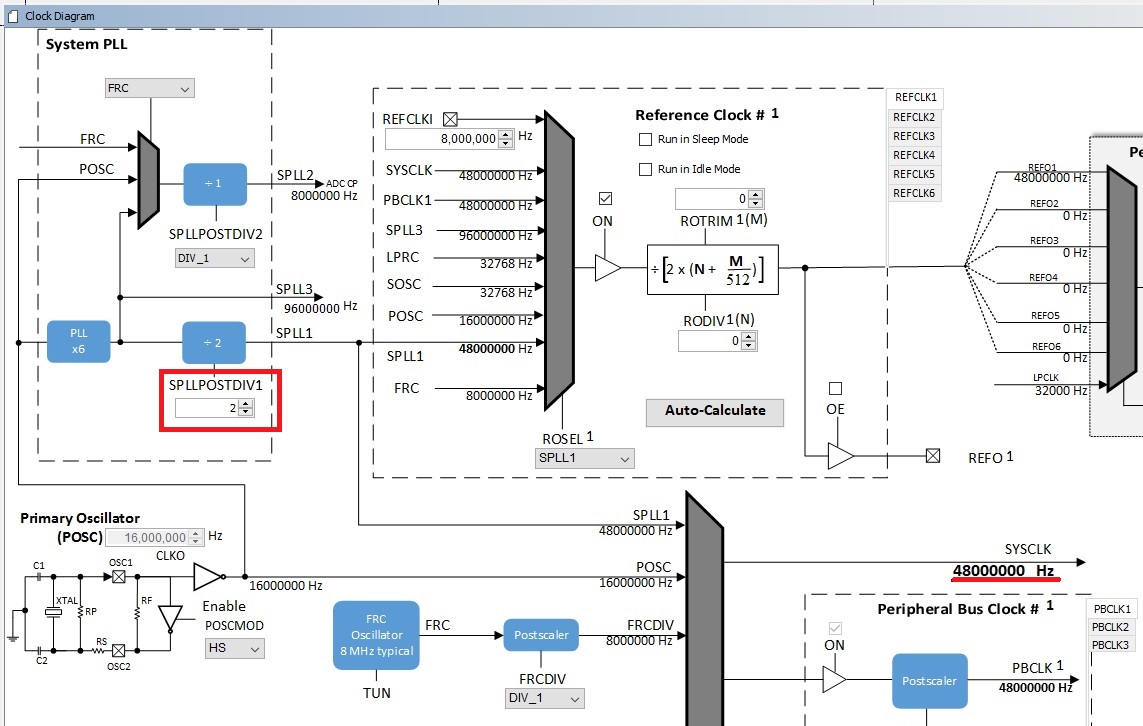 Clock Diagram
System PLL
FRC
FRC
POSC
÷ 1
SPLL2
ADC CP
8000000 Hz
SPLLPOSTDIV2
DIV_1
SPLL3
96000000 Hz
PLL
x6
÷ 2
SPLL1
SPLLPOSTDIV1
2
REFCLKI
8,000,000 Hz
SYSCLK
48000000 Hz
PBCLK1
48000000 Hz
SPLL3
96000000 Hz
LPRC
32768 Hz
SOSC
32768 Hz
POSC
16000000 Hz
SPLL1
48000000 Hz
FRC
8000000 Hz
ROSEL 1
SPLL1
Reference Clock # 1
Run in Sleep Mode
Run in Idle Mode
0
ROTRIM 1(M)
ON
÷[2 x (N + M/512)]
RODIV1(N)
0
Auto-Calculate
OE
REFO 1
REFCLK1
REFCLK2
REFCLK3
REFCLK4
REFCLK5
REFCLK6
REFO1
48000000 Hz
REFO2
0 Hz
REFO3
0 Hz
REFO4
0 Hz
REFO5
0 Hz
REFO6
0 Hz
LPCLK
32000 Hz
Pe
Primary Oscillator
(POSC) 16,000,000 Hz
CLKO
C1
OSC1
XTAL
RP
RF
RS
C2
OSC2
Enable
POSCMOD
HS
16000000 Hz
FRC
Oscillator
8 MHz typical
TUN
FRC
Postscaler
FRCDIV
DIV_1
SPLL1
48000000 Hz
POSC
16000000 Hz
FRCDIV
8000000 Hz
SYSCLK
48000000 Hz
Peripheral Bus Clock # 1
ON
Postscaler
PBCLK 1
48000000 Hz
PBCLK1
PBCLK2
PBCLK3